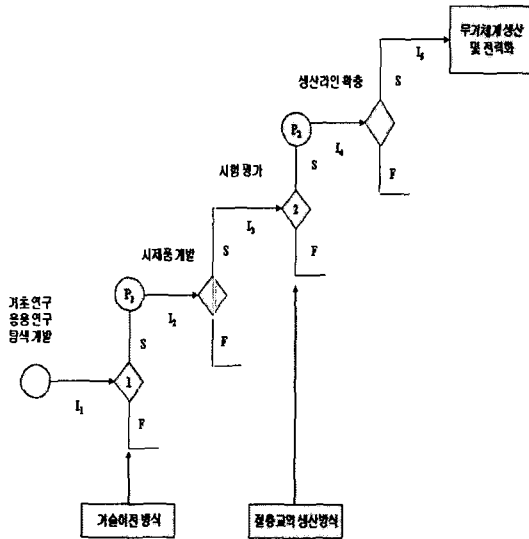 무기체계 생산
및 전력화
I₅
S
생산라인 확충
P₂
I₄
S
F
시험 평가
2
I₃
S
F
시제품 개발
P₁
I₂
S
F
기초 연구
응용 연구
탐색 개발
1
I₁
F
기술이전 방식
절충교역 생산방식